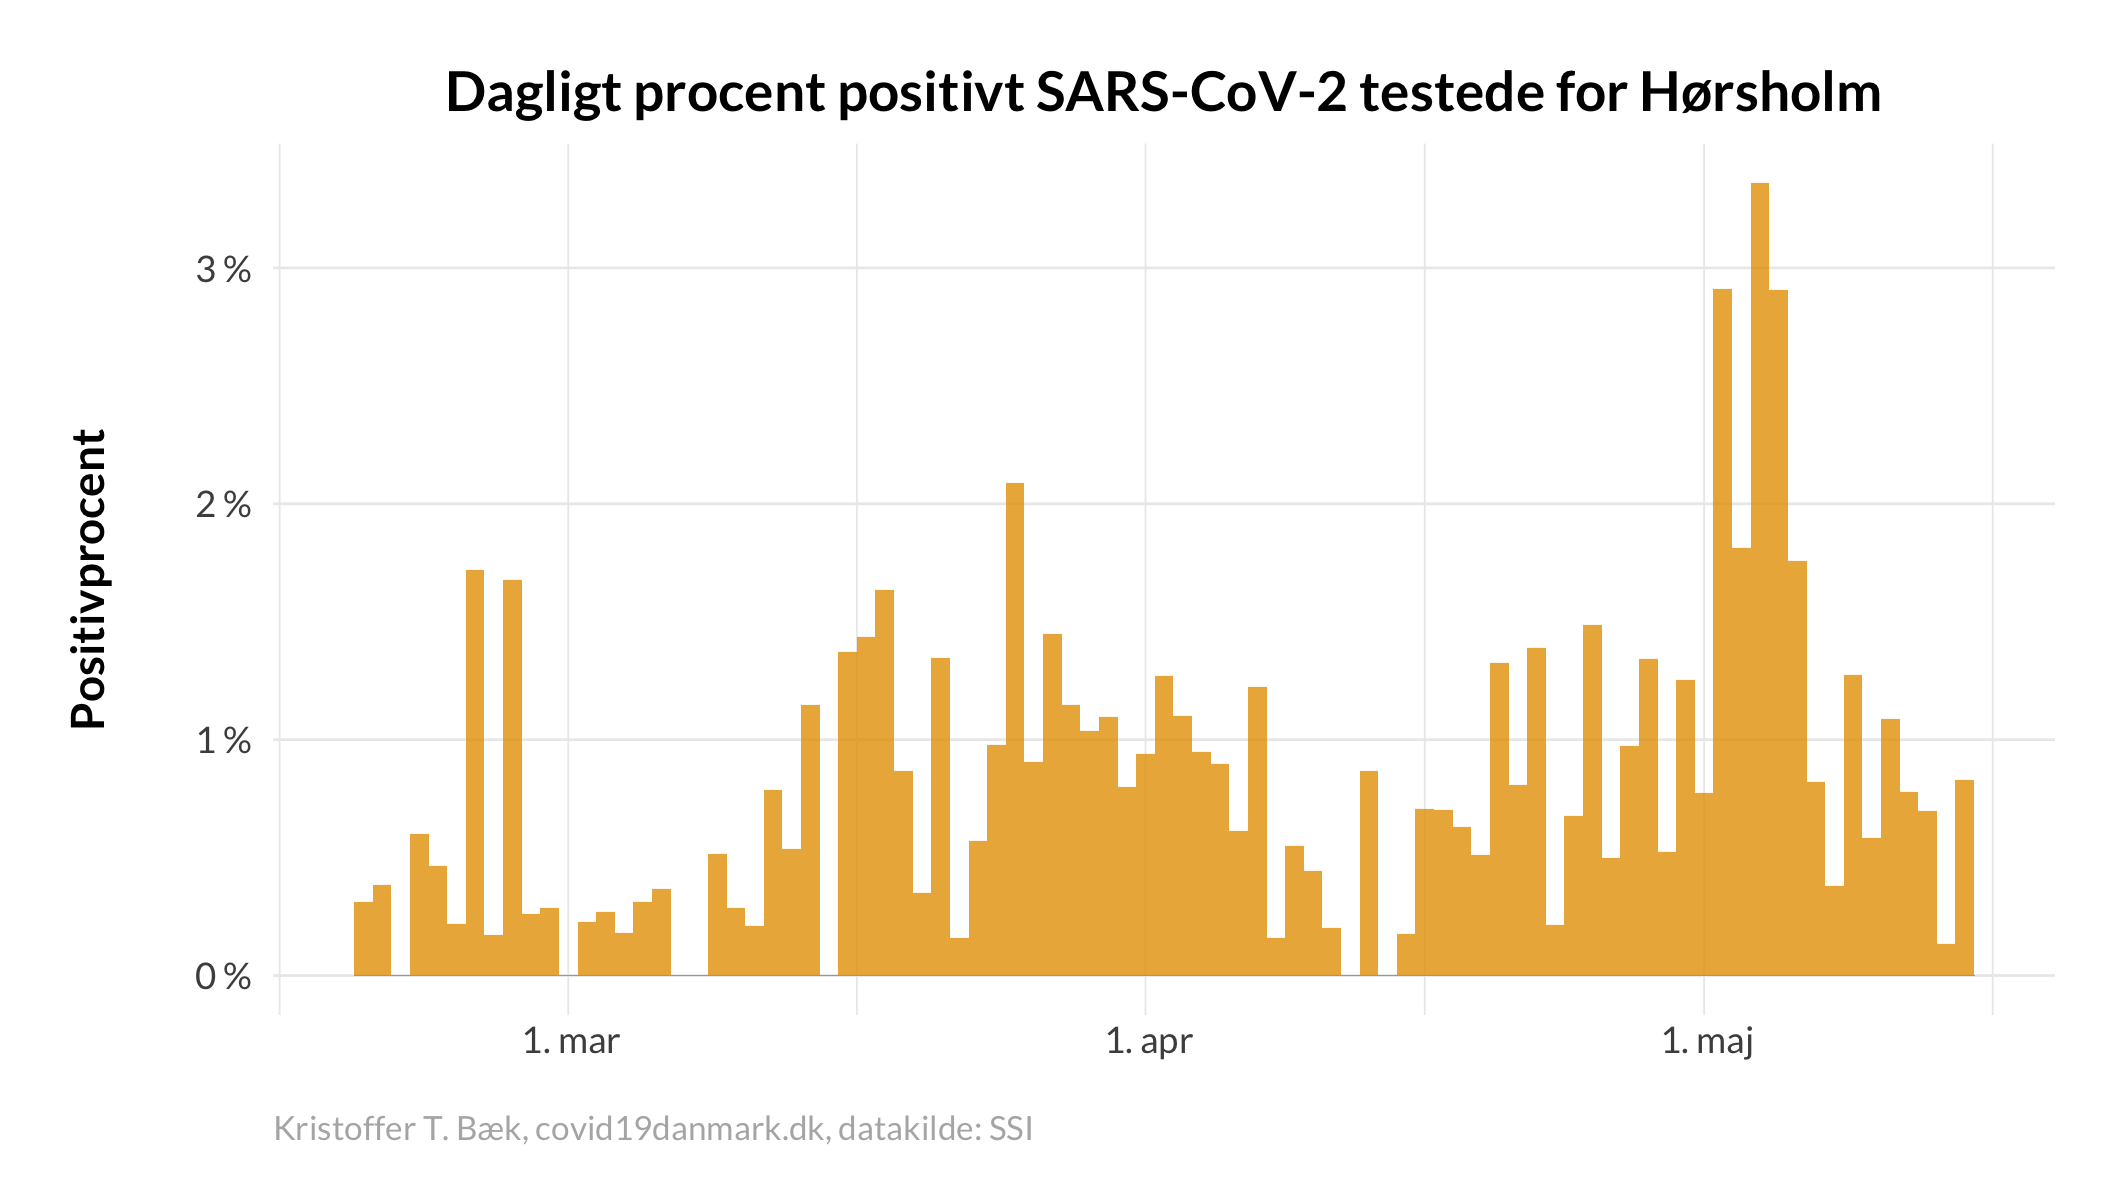 Dagligt procent positivt SARS-CoV-2 testede for Hørsholm
Positivprocent
3 %
2 %
1 %
0 %
1. mar
1. apr
1. maj
Kristoffer T. Bæk, covid19danmark.dk, datakilde: SSI